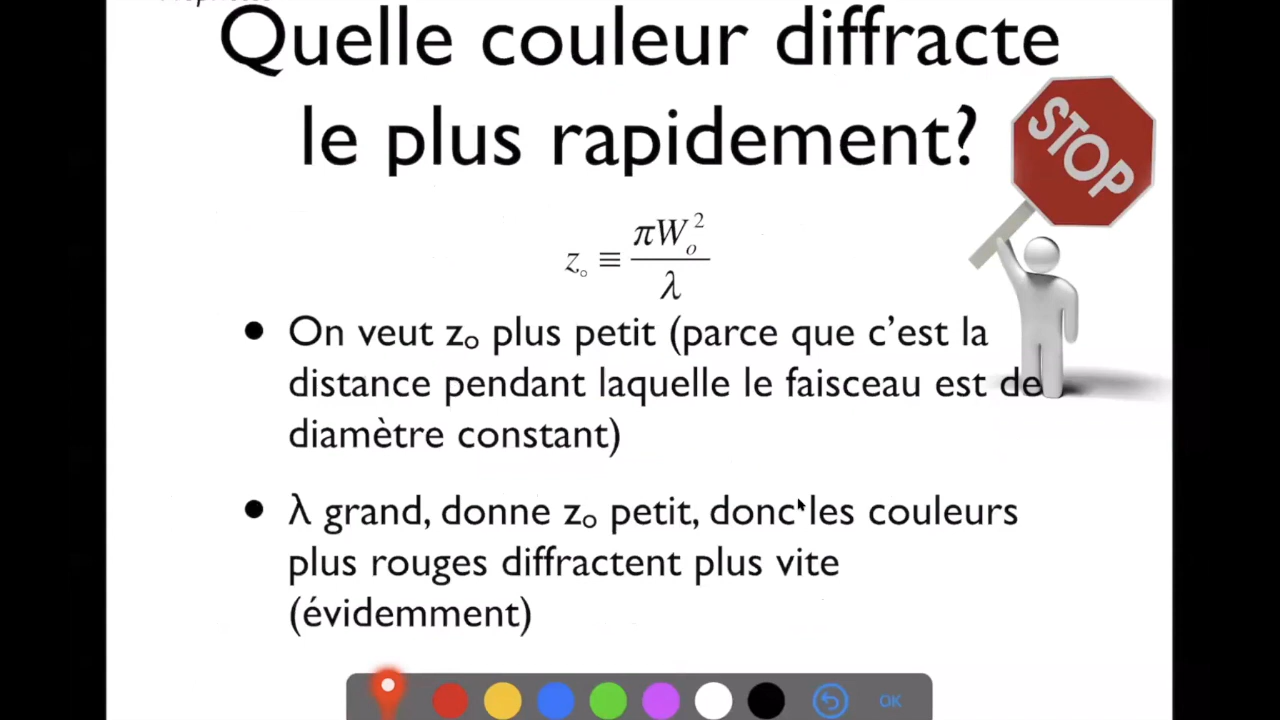 Quelle couleur diffracte
le plus rapidement?
STOP
z₀ ≡ πW₀² / λ
• On veut z₀ plus petit (parce que c'est la
distance pendant laquelle le faisceau est de
diamètre constant)
• λ grand, donne z₀ petit, donc les couleurs
plus rouges diffractent plus vite
(évidemment)
OK